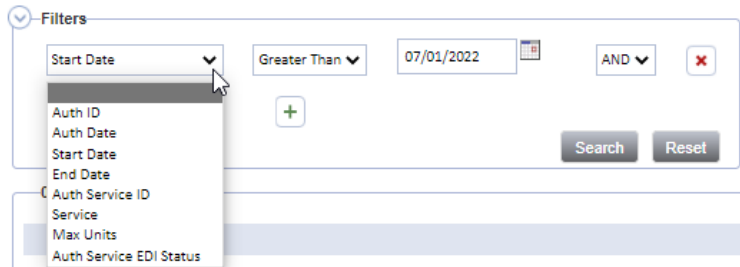 Filters
Start Date Greater Than 07/01/2022 AND
Auth ID
Auth Date
Start Date
End Date
Auth Service ID
Service
Max Units
Auth Service EDI Status
Search Reset